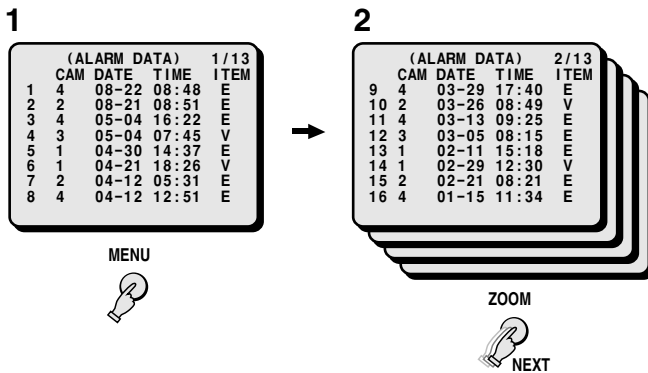 1
(ALARM DATA) 1/13
CAM DATE TIME ITEM
1 4 08-22 08:48 E
2 2 08-21 08:51 E
3 4 05-04 16:22 E
4 3 05-04 07:45 V
5 1 04-30 14:37 E
6 1 04-21 18:26 V
7 2 04-12 05:31 E
8 4 04-12 12:51 E
MENU
2
(ALARM DATA) 2/13
CAM DATE TIME ITEM
9 4 03-29 17:40 E
10 2 03-26 08:49 V
11 4 03-13 09:25 E
12 3 03-05 08:15 E
13 1 02-11 15:18 E
14 1 02-29 12:30 V
15 2 02-21 08:21 E
16 4 01-15 11:34 E
ZOOM
NEXT